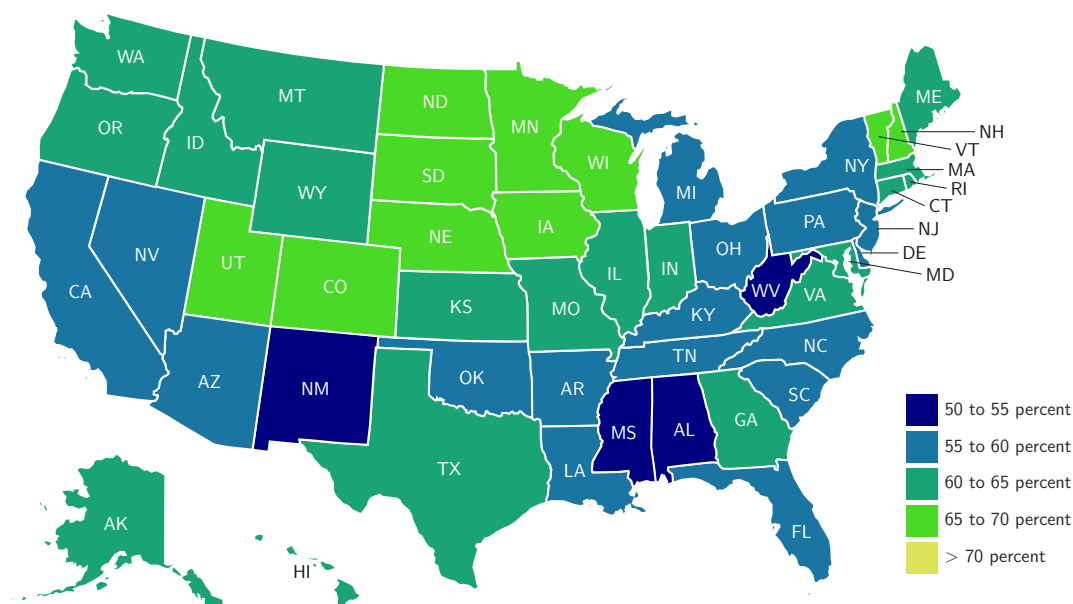 WA
MT
ND
MN
ME
OR
ID
NH
VT
WI
SD
NY
MA
WY
RI
MI
CT
PA
NJ
NE
IA
NV
OH
DE
UT
IL
IN
MD
CO
CA
WV
VA
KS
MO
KY
NC
TN
AZ
NM
OK
AR
SC
50 to 55 percent
GA
MS
AL
55 to 60 percent
TX
LA
60 to 65 percent
AK
65 to 70 percent
FL
> 70 percent
HI